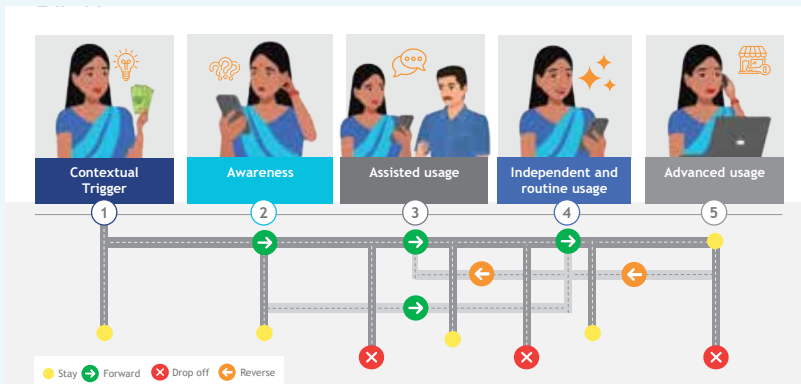 Contextual
Trigger
Awareness
Assisted usage
Independent and
routine usage
Advanced usage
1
2
3
4
5
Stay
Forward
Drop off
Reverse